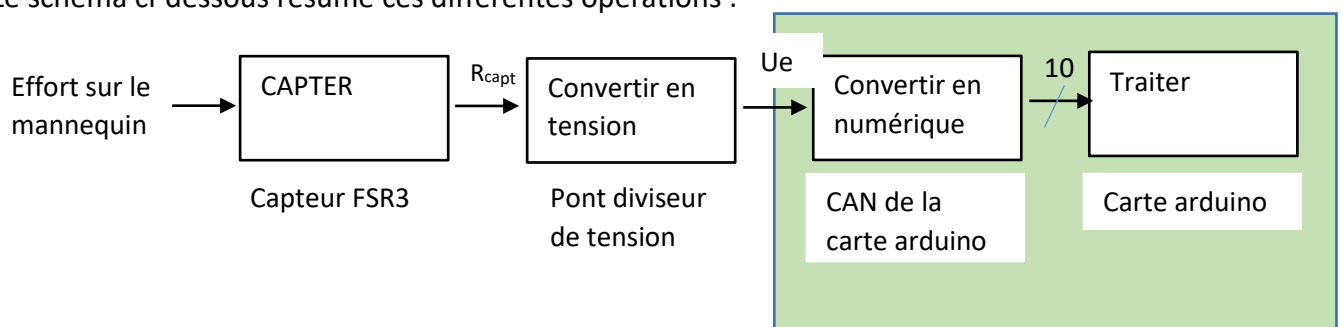 Le schéma ci dessous résume ces différentes opérations :
Effort sur le
mannequin
CAPTER
Rcapt
Convertir en
tension
Ue
Convertir en
numérique
10
Traiter
Capteur FSR3
Pont diviseur
de tension
CAN de la
carte arduino
Carte arduino